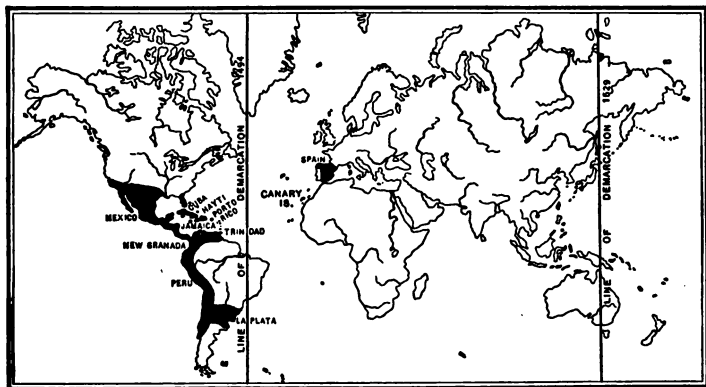 LINE OF DEMARCATION 1494
LINE OF DEMARCATION 1529
SPAIN
CANARY
IS.
CUBA
HAYTI
PORTO
RICO
JAMAICA
MEXICO
TRINDAD
NEW GRANADA
PERU
LA PLATA